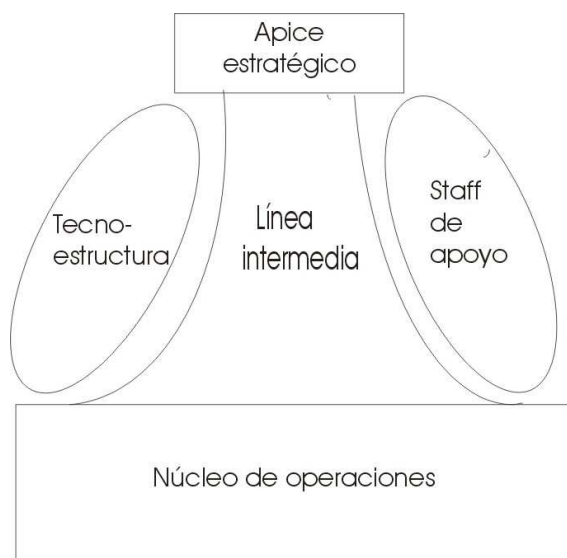 Apice
estratégico
Tecno-
estructura
Línea
intermedia
Staff
de
apoyo
Núcleo de operaciones